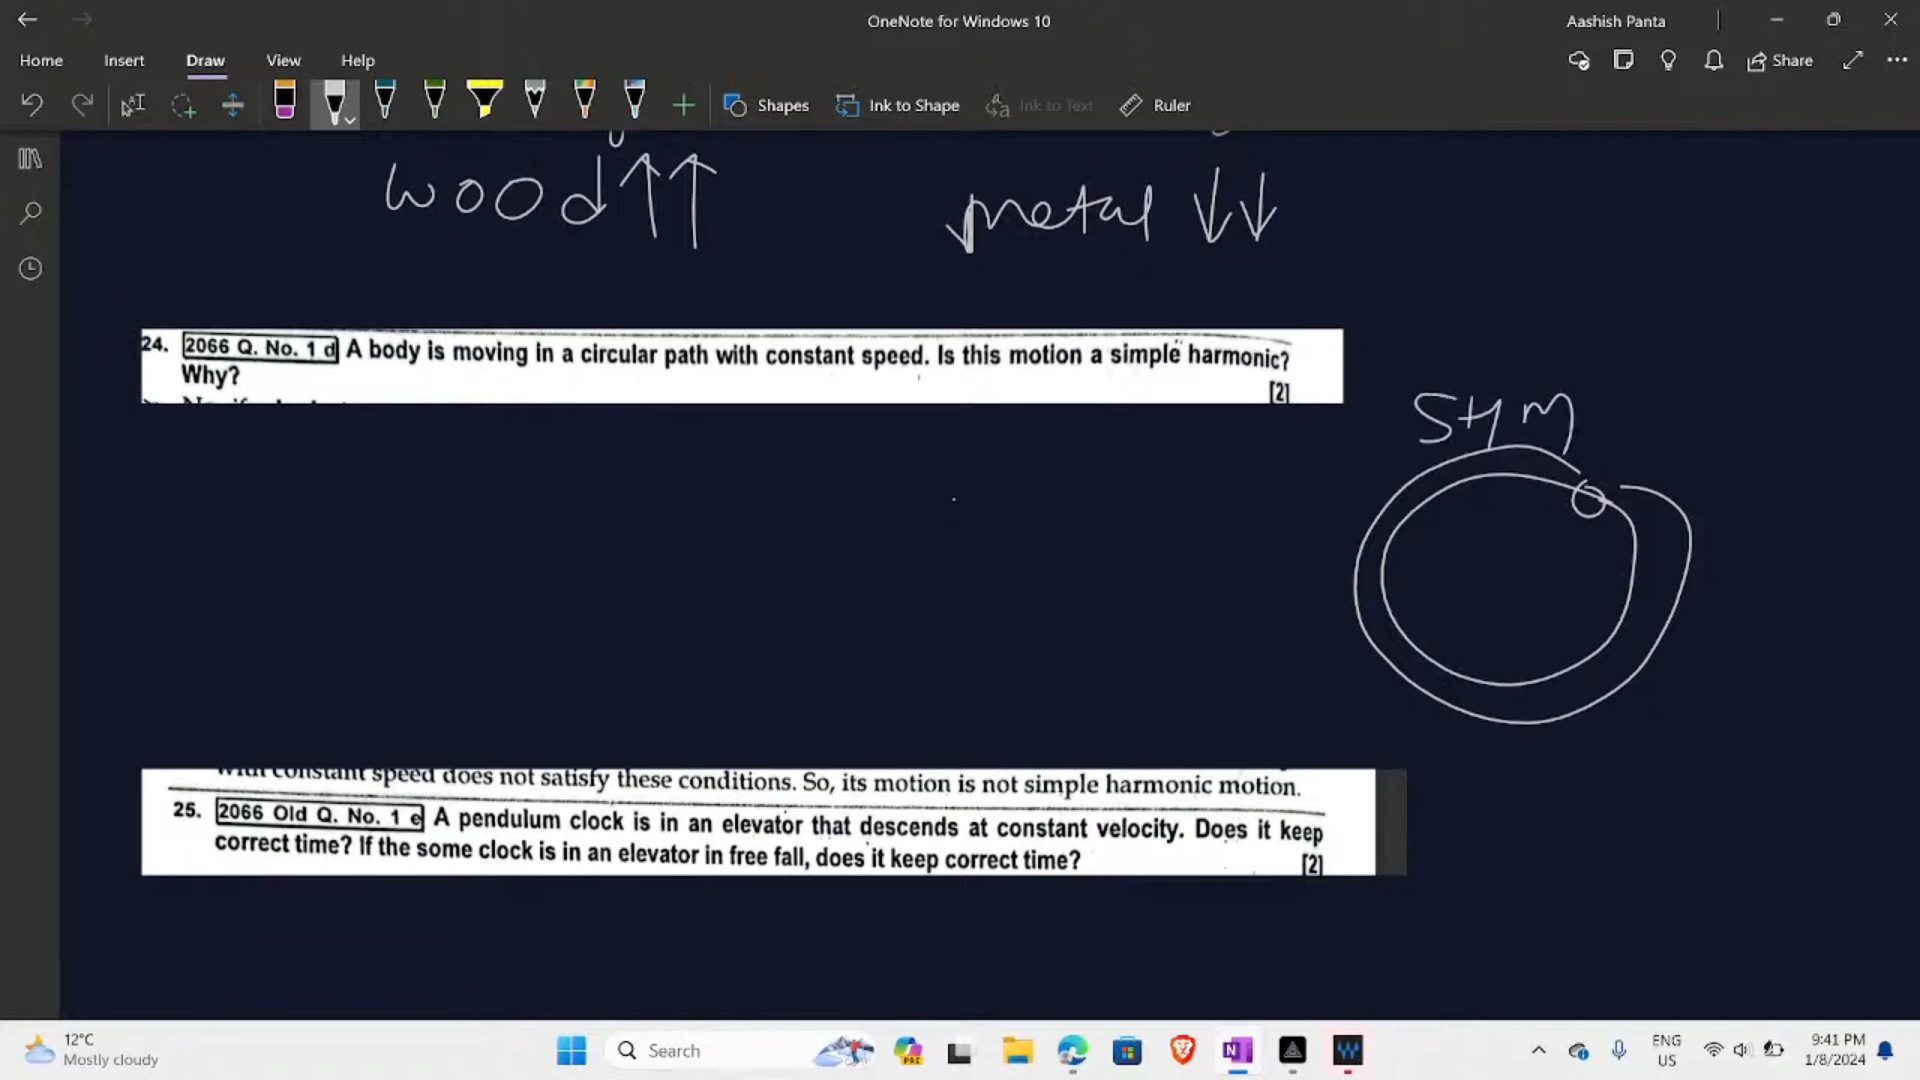 OneNote for Windows 10
Aashish Panta
Home Insert Draw View Help
Share
Shapes Ink to Shape Ink to Text Ruler
wood ↑↑
metal ↓↓
24. 2066 Q. No. 1 d A body is moving in a circular path with constant speed. Is this motion a simple harmonic?
Why? [2]
SHM
with constant speed does not satisfy these conditions. So, its motion is not simple harmonic motion.
25. 2066 Old Q. No. 1 e A pendulum clock is in an elevator that descends at constant velocity. Does it keep
correct time? If the some clock is in an elevator in free fall, does it keep correct time? [2]
12°C
Mostly cloudy
Search
PRE
ENG
US
9:41 PM
1/8/2024